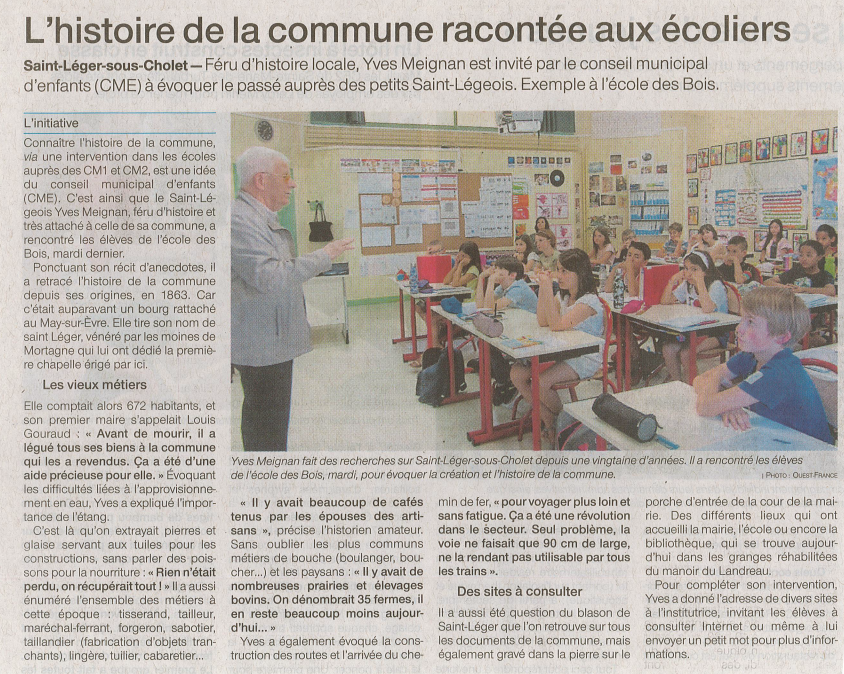 L'histoire de la commune racontée aux écoliers
Saint-Léger-sous-Cholet — Féru d'histoire locale, Yves Meignan est invité par le conseil municipal
d'enfants (CME) à évoquer le passé auprès des petits Saint-Légeois. Exemple à l'école des Bois.
L'initiative
Connaître l'histoire de la commune,
via une intervention dans les écoles
auprès des CM1 et CM2, est une idée
du conseil municipal d'enfants
(CME). C'est ainsi que le Saint-Lé-
geois Yves Meignan, féru d'histoire et
très attaché à celle de sa commune, a
rencontré les élèves de l'école des
Bois, mardi dernier.
Ponctuant son récit d'anecdotes, il
a retracé l'histoire de la commune
depuis ses origines, en 1863. Car
c'était auparavant un bourg rattaché
au May-sur-Èvre. Elle tire son nom de
saint Léger, vénéré par les moines de
Mortagne qui lui ont dédié la premiè-
re chapelle érigé par ici.
Les vieux métiers
Elle comptait alors 672 habitants, et
son premier maire s'appelait Louis
Gouraud : « Avant de mourir, il a
légué tous ses biens à la commune
qui les a revendus. Ça a été d'une
aide précieuse pour elle. » Évoquant
les difficultés liées à l'approvisionne-
ment en eau, Yves a expliqué l'impor-
tance de l'étang.
C'est là qu'on extrayait pierres et
glaise servant aux tuiles pour les
constructions, sans parler des pois-
sons pour la nourriture : « Rien n'était
perdu, on récupérait tout ! » Il a aussi
énuméré l'ensemble des métiers à
cette époque : tisserand, tailleur,
maréchal-ferrant, forgeron, sabotier,
taillandier (fabrication d'objets tran-
chants), lingère, tuilier, cabaretier...
Yves Meignan fait des recherches sur Saint-Léger-sous-Cholet depuis une vingtaine d'années. Il a rencontré les élèves
de l'école des Bois, mardi, pour évoquer la création et l'histoire de la commune.
| PHOTO : OUEST-FRANCE
« Il y avait beaucoup de cafés
tenus par les épouses des arti-
sans », précise l'historien amateur.
Sans oublier les plus communs
métiers de bouche (boulanger, bou-
cher...) et les paysans : « Il y avait de
nombreuses prairies et élevages
bovins. On dénombrait 35 fermes, il
en reste beaucoup moins aujour-
d'hui... »
Yves a également évoqué la cons-
truction des routes et l'arrivée du che-
min de fer, « pour voyager plus loin et
sans fatigue. Ça a été une révolution
dans le secteur. Seul problème, la
voie ne faisait que 90 cm de large,
ne la rendant pas utilisable par tous
les trains ».
Des sites à consulter
Il a aussi été question du blason de
Saint-Léger que l'on retrouve sur tous
les documents de la commune, mais
également gravé dans la pierre sur le
porche d'entrée de la cour de la mai-
rie. Des différents lieux qui ont
accueilli la mairie, l'école ou encore la
bibliothèque, qui se trouve aujour-
d'hui dans les granges réhabilitées
du manoir du Landreau.
Pour compléter son intervention,
Yves a donné l'adresse de divers sites
à l'institutrice, invitant les élèves à
consulter Internet ou même à lui
envoyer un petit mot pour plus d'infor-
mations.